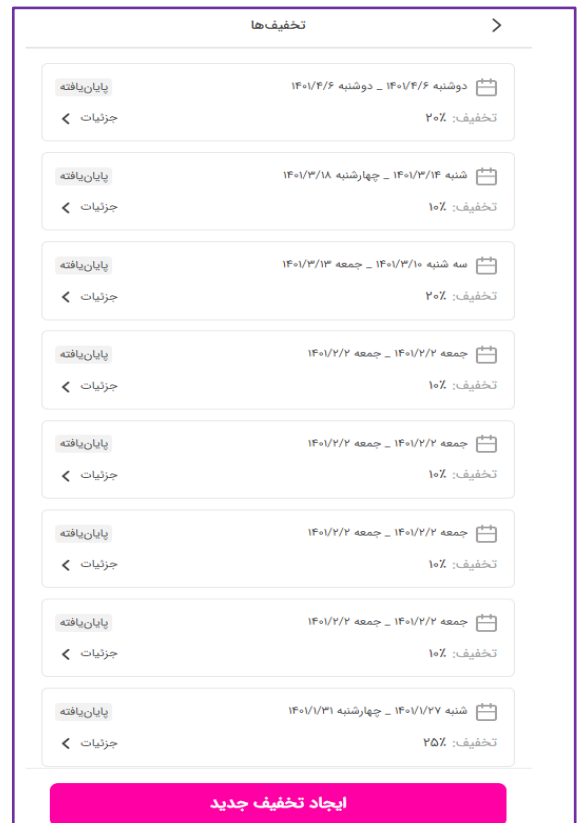 تخفیف‌ها
دوشنبه ۱۴۰۱/۴/۶ _ دوشنبه ۱۴۰۱/۴/۶ پایان‌یافته
تخفیف: ۲۰٪ جزئیات
شنبه ۱۴۰۱/۳/۱۴ _ چهارشنبه ۱۴۰۱/۳/۱۸ پایان‌یافته
تخفیف: ۱۰٪ جزئیات
سه شنبه ۱۴۰۱/۳/۱۰ _ جمعه ۱۴۰۱/۳/۱۳ پایان‌یافته
تخفیف: ۲۰٪ جزئیات
جمعه ۱۴۰۱/۲/۲ _ جمعه ۱۴۰۱/۲/۲ پایان‌یافته
تخفیف: ۱۰٪ جزئیات
جمعه ۱۴۰۱/۲/۲ _ جمعه ۱۴۰۱/۲/۲ پایان‌یافته
تخفیف: ۱۰٪ جزئیات
جمعه ۱۴۰۱/۲/۲ _ جمعه ۱۴۰۱/۲/۲ پایان‌یافته
تخفیف: ۱۰٪ جزئیات
جمعه ۱۴۰۱/۲/۲ _ جمعه ۱۴۰۱/۲/۲ پایان‌یافته
تخفیف: ۱۰٪ جزئیات
شنبه ۱۴۰۱/۱/۲۷ _ چهارشنبه ۱۴۰۱/۱/۳۱ پایان‌یافته
تخفیف: ۲۵٪ جزئیات
ایجاد تخفیف جدید